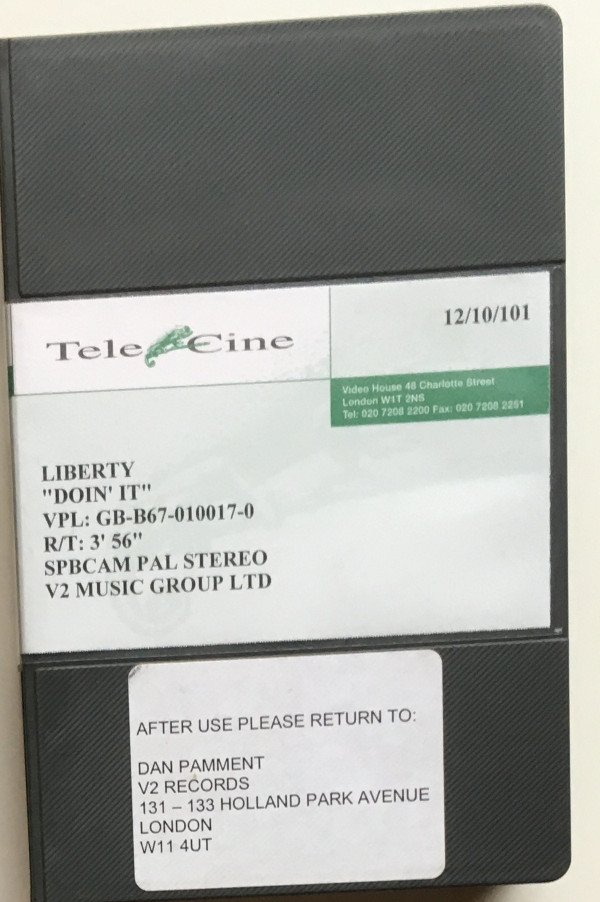 Tele Cine
12/10/101
Video House 48 Charlotte Street
London W1T 2NS
Tel: 020 7208 2200 Fax: 020 7208 2251
LIBERTY
"DOIN' IT"
VPL: GB-B67-010017-0
R/T: 3' 56"
SPBCAM PAL STEREO
V2 MUSIC GROUP LTD
AFTER USE PLEASE RETURN TO:
DAN PAMMENT
V2 RECORDS
131 – 133 HOLLAND PARK AVENUE
LONDON
W11 4UT